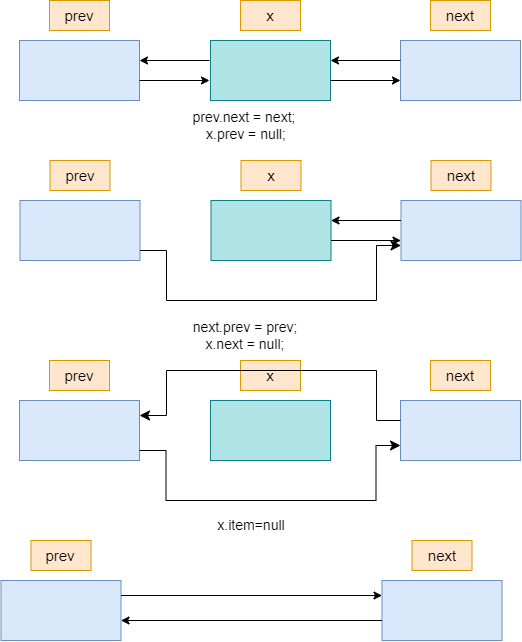 prev x next
prev.next = next;
x.prev = null;
prev x next
next.prev = prev;
x.next = null;
prev x next
x.item=null
prev next